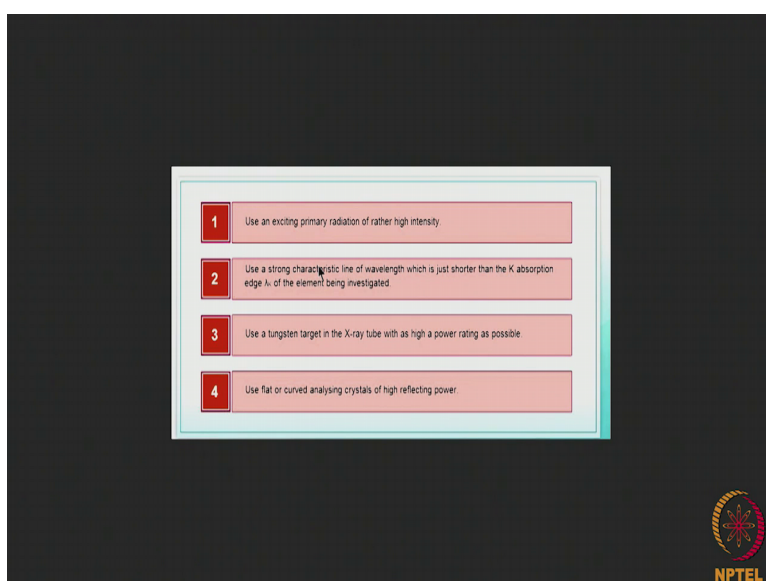 1
Use an exciting primary radiation of rather high intensity.
2
Use a strong characteristic line of wavelength which is just shorter than the K absorption
edge λₖ of the element being investigated.
3
Use a tungsten target in the X-ray tube with as high a power rating as possible.
4
Use flat or curved analysing crystals of high reflecting power.
NPTEL